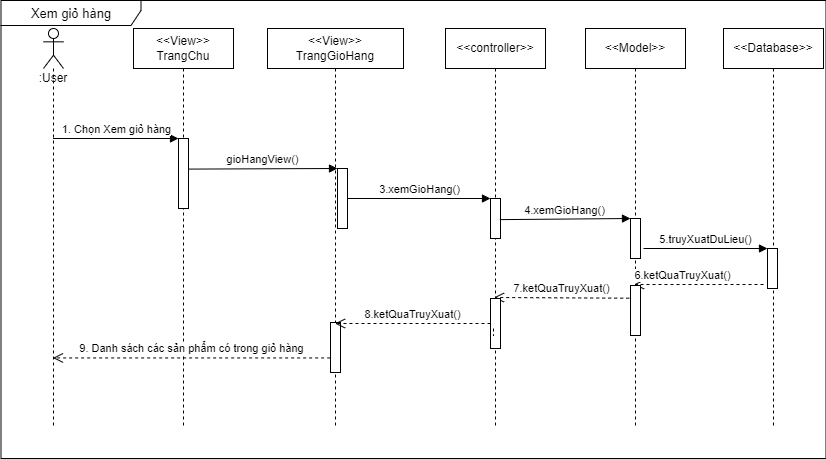 Xem giỏ hàng
:User
<<View>>
TrangChu
<<View>>
TrangGioHang
<<controller>>
<<Model>>
<<Database>>
1. Chọn Xem giỏ hàng
gioHangView()
3.xemGioHang()
4.xemGioHang()
5.truyXuatDuLieu()
6.ketQuaTruyXuat()
7.ketQuaTruyXuat()
8.ketQuaTruyXuat()
9. Danh sách các sản phẩm có trong giỏ hàng